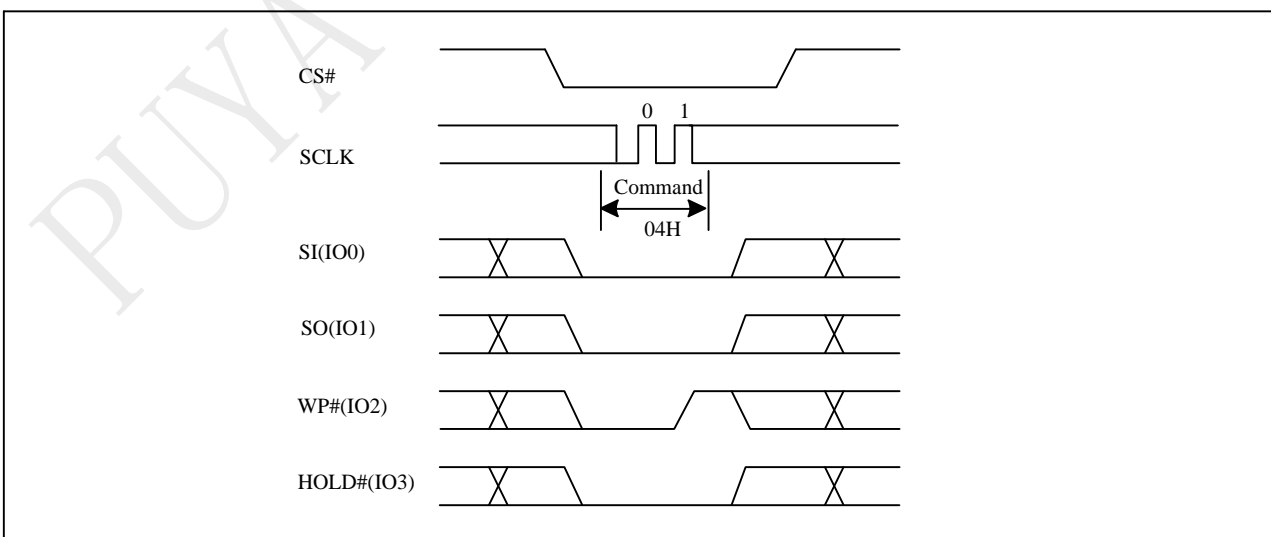 PUYA
CS#
0 1
SCLK
Command
04H
SI(IO0)
SO(IO1)
WP#(IO2)
HOLD#(IO3)